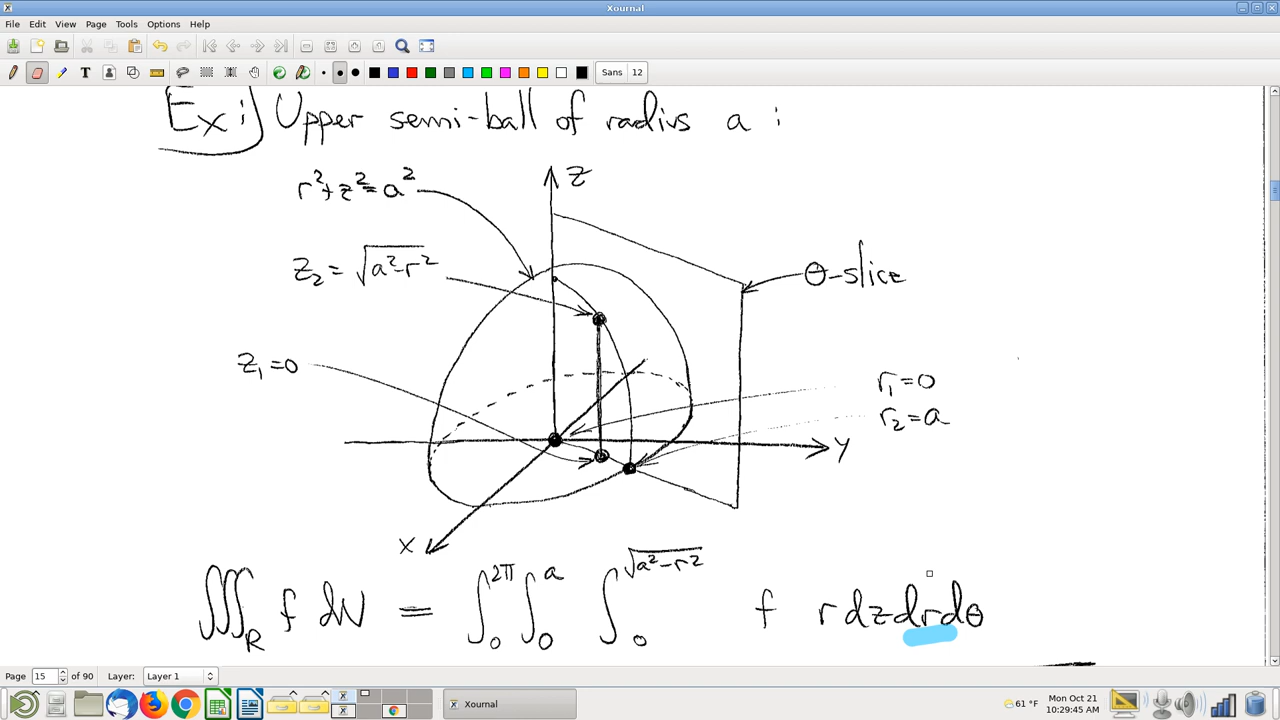 Xournal
File Edit View Page Tools Options Help
Sans 12
Ex: Upper semi-ball of radius a :
r²+z²=a²
z
z₂ = √(a²-r²)
θ-slice
z₁=0
r₁=0
r₂=a
y
x
∭_R f dV = ∫₀^2π ∫₀^a ∫₀^√(a²-r²) f r dz dr dθ
Page 15 of 90 Layer: Layer 1
Xournal
61 °F
Mon Oct 21
10:29:45 AM